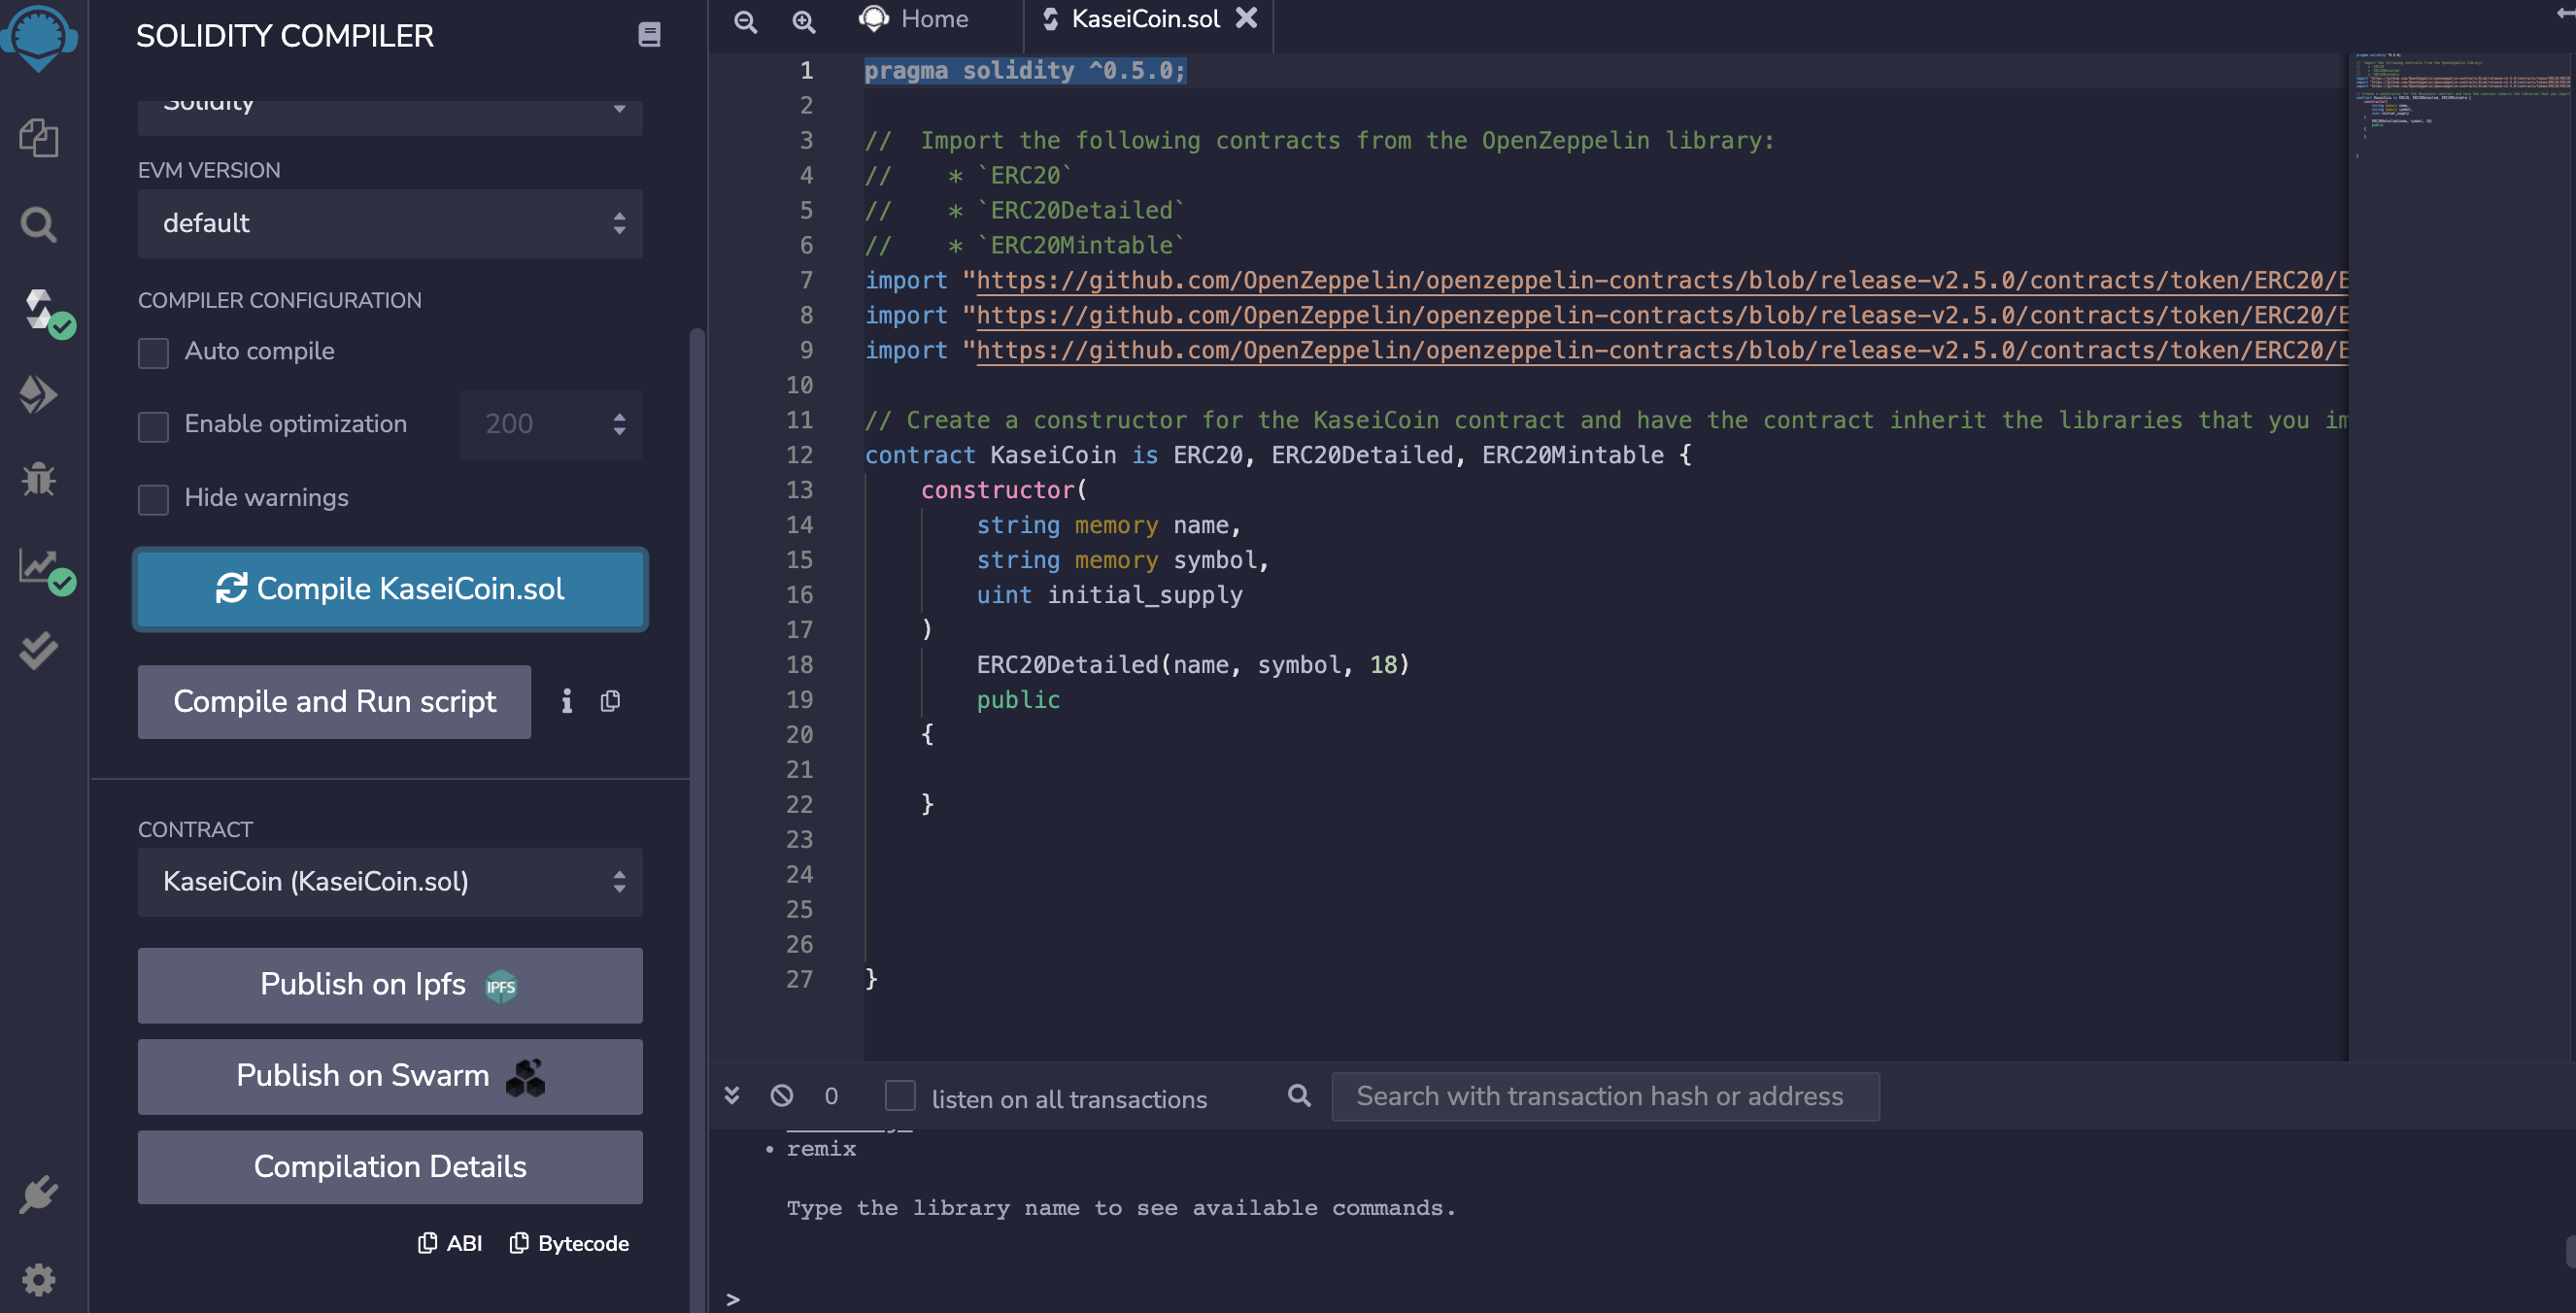 SOLIDITY COMPILER
Solidity
EVM VERSION
default
COMPILER CONFIGURATION
Auto compile
Enable optimization
200
Hide warnings
Compile KaseiCoin.sol
Compile and Run script
CONTRACT
KaseiCoin (KaseiCoin.sol)
Publish on Ipfs
IPFS
Publish on Swarm
Compilation Details
ABI
Bytecode
Home
KaseiCoin.sol
1 pragma solidity ^0.5.0;
2
3 //  Import the following contracts from the OpenZeppelin library:
4 //    * `ERC20`
5 //    * `ERC20Detailed`
6 //    * `ERC20Mintable`
7 import "https://github.com/OpenZeppelin/openzeppelin-contracts/blob/release-v2.5.0/contracts/token/ERC20/E
8 import "https://github.com/OpenZeppelin/openzeppelin-contracts/blob/release-v2.5.0/contracts/token/ERC20/E
9 import "https://github.com/OpenZeppelin/openzeppelin-contracts/blob/release-v2.5.0/contracts/token/ERC20/E
10
11 // Create a constructor for the KaseiCoin contract and have the contract inherit the libraries that you im
12 contract KaseiCoin is ERC20, ERC20Detailed, ERC20Mintable {
13     constructor(
14         string memory name,
15         string memory symbol,
16         uint initial_supply
17     )
18         ERC20Detailed(name, symbol, 18)
19         public
20     {
21
22     }
23
24
25
26
27 }
0
listen on all transactions
Search with transaction hash or address
• remix
Type the library name to see available commands.
>